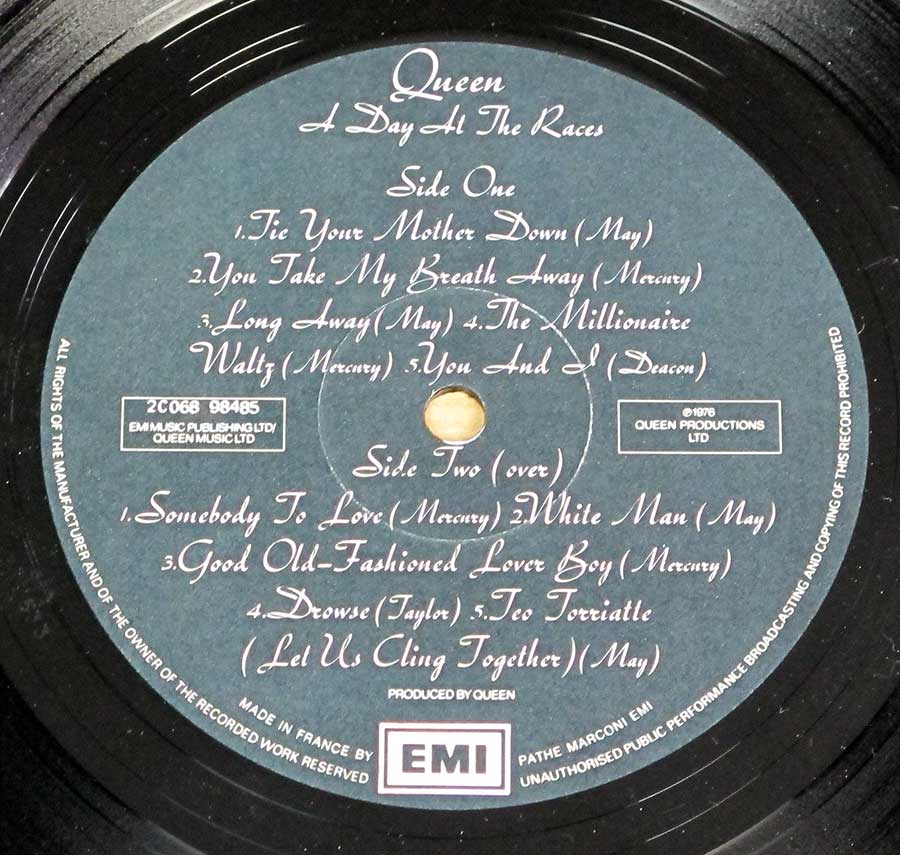 Queen
A Day At The Races
Side One
1.Tie Your Mother Down (May)
2.You Take My Breath Away (Mercury)
3.Long Away (May) 4.The Millionaire
Waltz (Mercury) 5.You And I (Deacon)
2C068 98485
EMI MUSIC PUBLISHING LTD/
QUEEN MUSIC LTD
℗1976
QUEEN PRODUCTIONS
LTD
Side Two (over)
1.Somebody To Love (Mercury) 2.White Man (May)
3.Good Old-Fashioned Lover Boy (Mercury)
4.Drowse (Taylor) 5.Teo Torriatte
(Let Us Cling Together) (May)
PRODUCED BY QUEEN
MADE IN FRANCE BY
EMI
PATHE MARCONI EMI
ALL RIGHTS OF THE MANUFACTURER AND OF THE OWNER OF THE RECORDED WORK RESERVED
UNAUTHORISED PUBLIC PERFORMANCE BROADCASTING AND COPYING OF THIS RECORD PROHIBITED